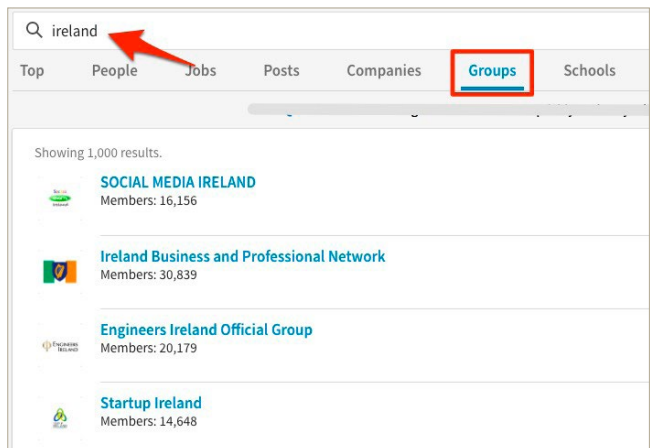 ireland
Top People Jobs Posts Companies Groups Schools
Showing 1,000 results.
SOCIAL MEDIA IRELAND
Members: 16,156
Ireland Business and Professional Network
Members: 30,839
ENGINEERS
IRELAND
Engineers Ireland Official Group
Members: 20,179
Startup Ireland
Members: 14,648